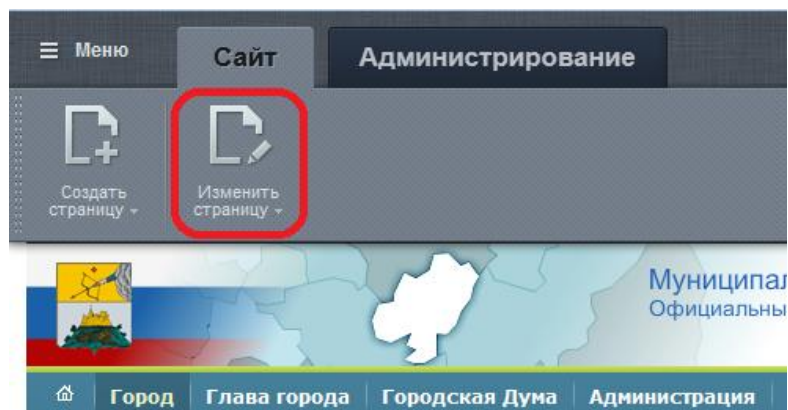 Меню
Сайт
Администрирование
Создать
страницу
Изменить
страницу
Муниципал
Официальны
Город
Глава города
Городская Дума
Администрация